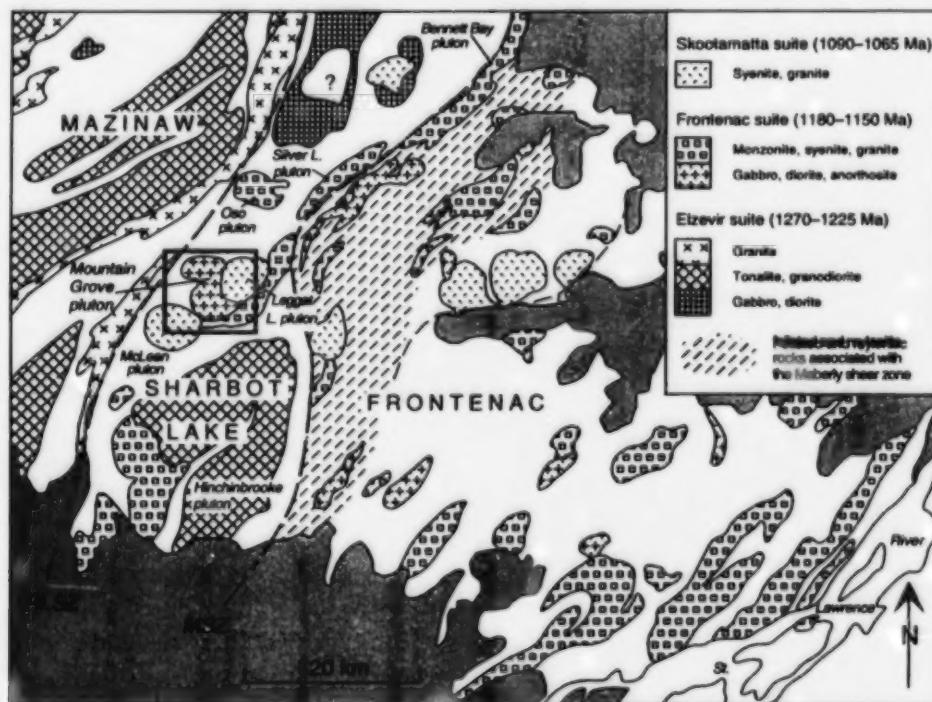 Bennett Bay
pluton
?
MAZINAW
Silver L.
pluton
Oso
pluton
Mountain
Grove
pluton
Leggat
L. pluton
McLean
pluton
SHARBOT
LAKE
FRONTENAC
Hinchinbrooke
pluton
20 km
River
Lawrence
St.
N
Skootamatta suite (1090–1065 Ma)
Syenite, granite
Frontenac suite (1180–1150 Ma)
Monzonite, syenite, granite
Gabbro, diorite, anorthosite
Elzevir suite (1270–1225 Ma)
Granite
Tonalite, granodiorite
Gabbro, diorite
rocks associated with
the Maberly shear zone